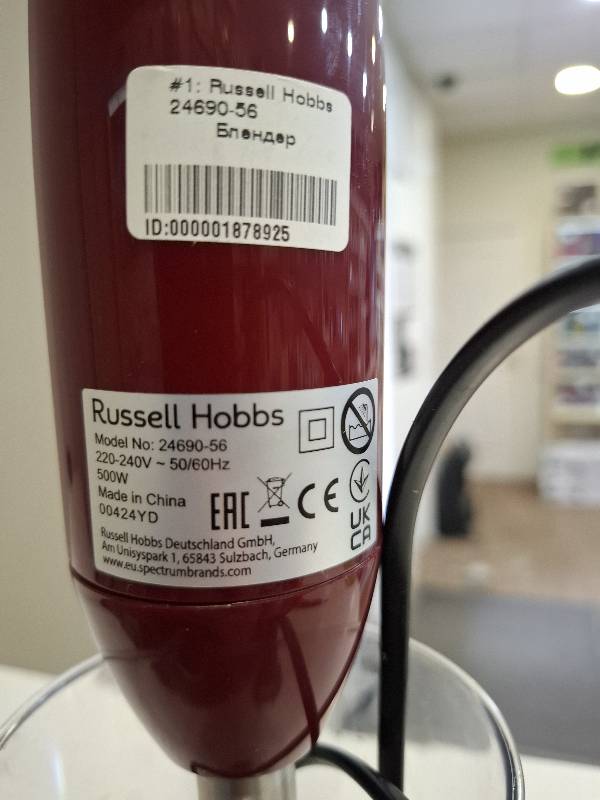 #1: Russell Hobbs
24690-56
Блендер
ID:000001878925
Russell Hobbs
Model No: 24690-56
220-240V ~ 50/60Hz
500W
Made in China
00424YD
EAC
CE
UK
CA
Russell Hobbs Deutschland GmbH,
Am Unisyspark 1, 65843 Sulzbach, Germany
www.eu.spectrumbrands.com